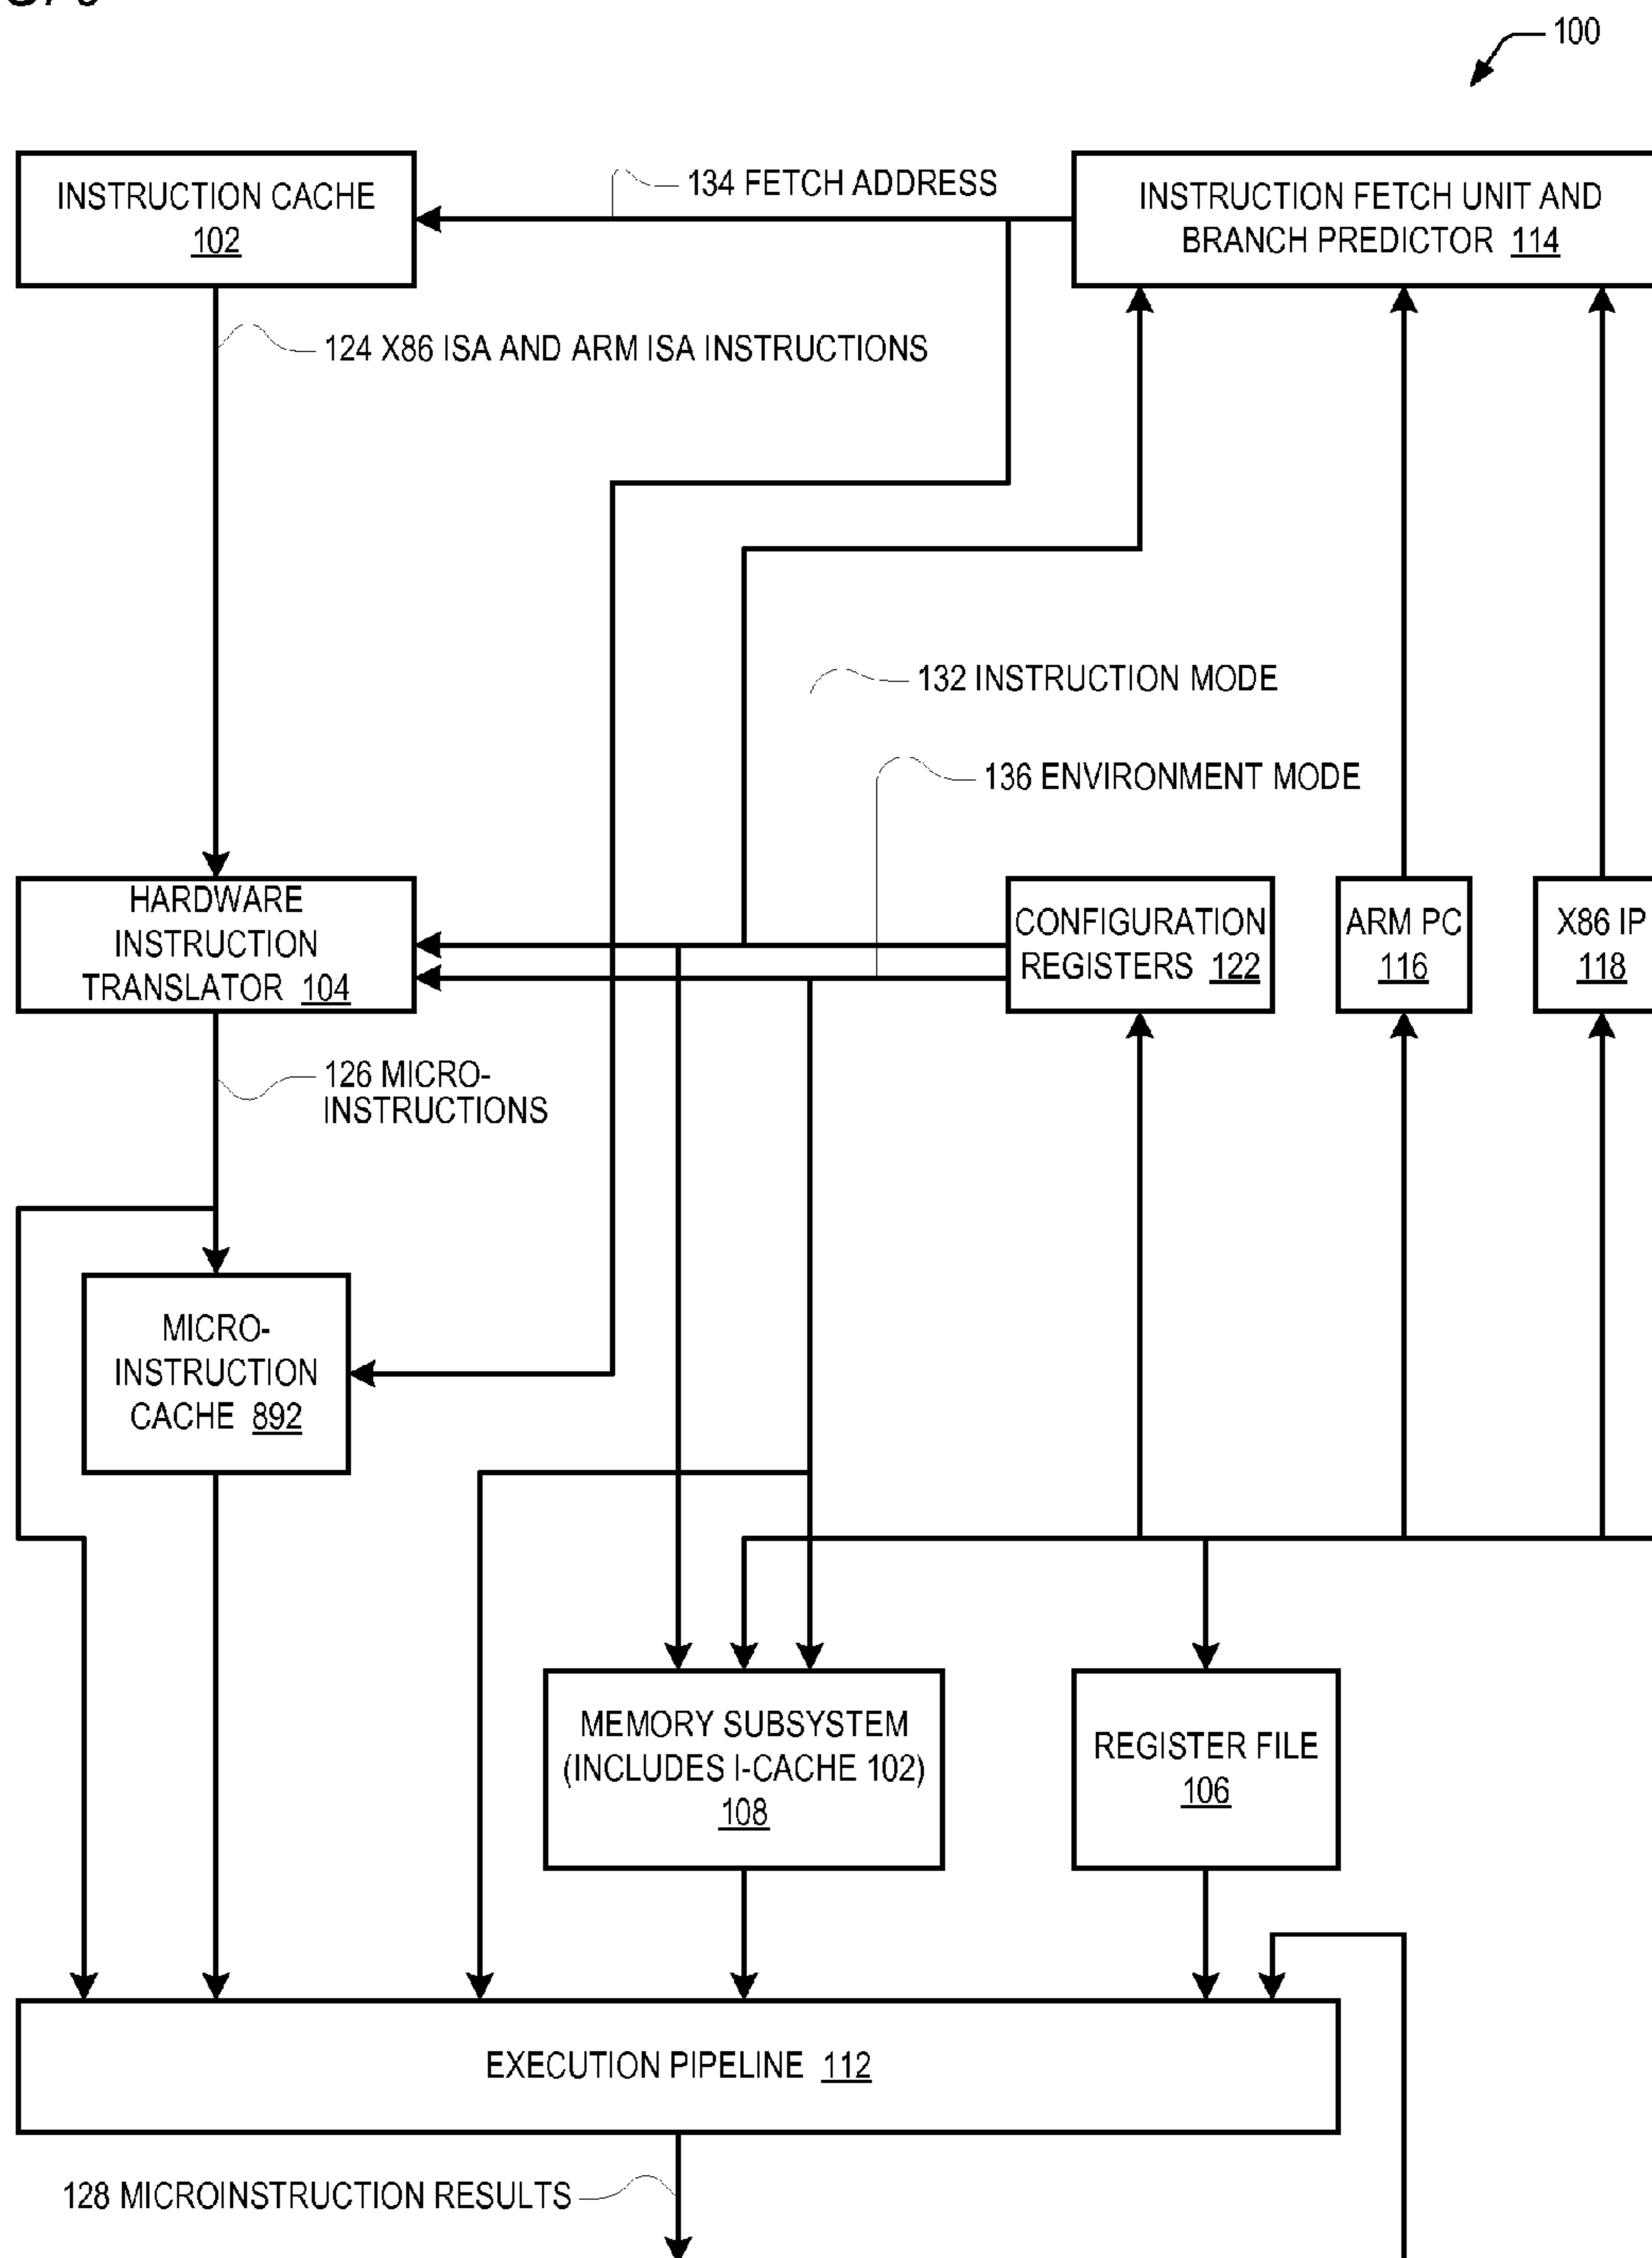 100
INSTRUCTION CACHE
102
134 FETCH ADDRESS
INSTRUCTION FETCH UNIT AND
BRANCH PREDICTOR 114
124 X86 ISA AND ARM ISA INSTRUCTIONS
132 INSTRUCTION MODE
136 ENVIRONMENT MODE
HARDWARE
INSTRUCTION
TRANSLATOR 104
CONFIGURATION
REGISTERS 122
ARM PC
116
X86 IP
118
126 MICRO-
INSTRUCTIONS
MICRO-
INSTRUCTION
CACHE 892
MEMORY SUBSYSTEM
(INCLUDES I-CACHE 102)
108
REGISTER FILE
106
EXECUTION PIPELINE 112
128 MICROINSTRUCTION RESULTS